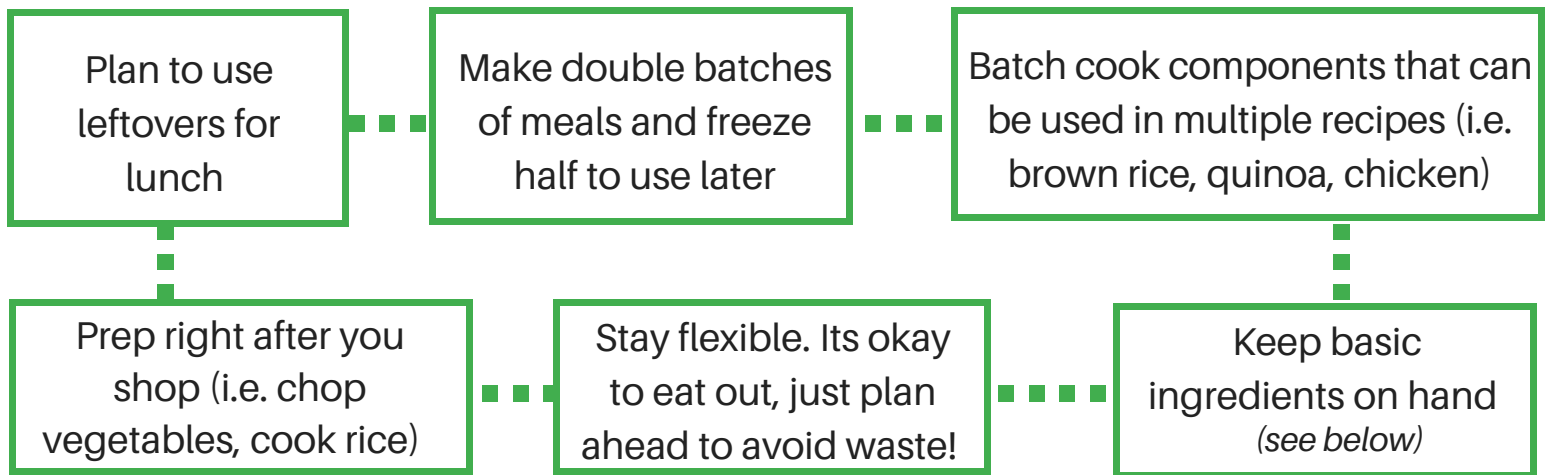 Plan to use
leftovers for
lunch
Make double batches
of meals and freeze
half to use later
Batch cook components that can
be used in multiple recipes (i.e.
brown rice, quinoa, chicken)
Prep right after you
shop (i.e. chop
vegetables, cook rice)
Stay flexible. Its okay
to eat out, just plan
ahead to avoid waste!
Keep basic
ingredients on hand
(see below)